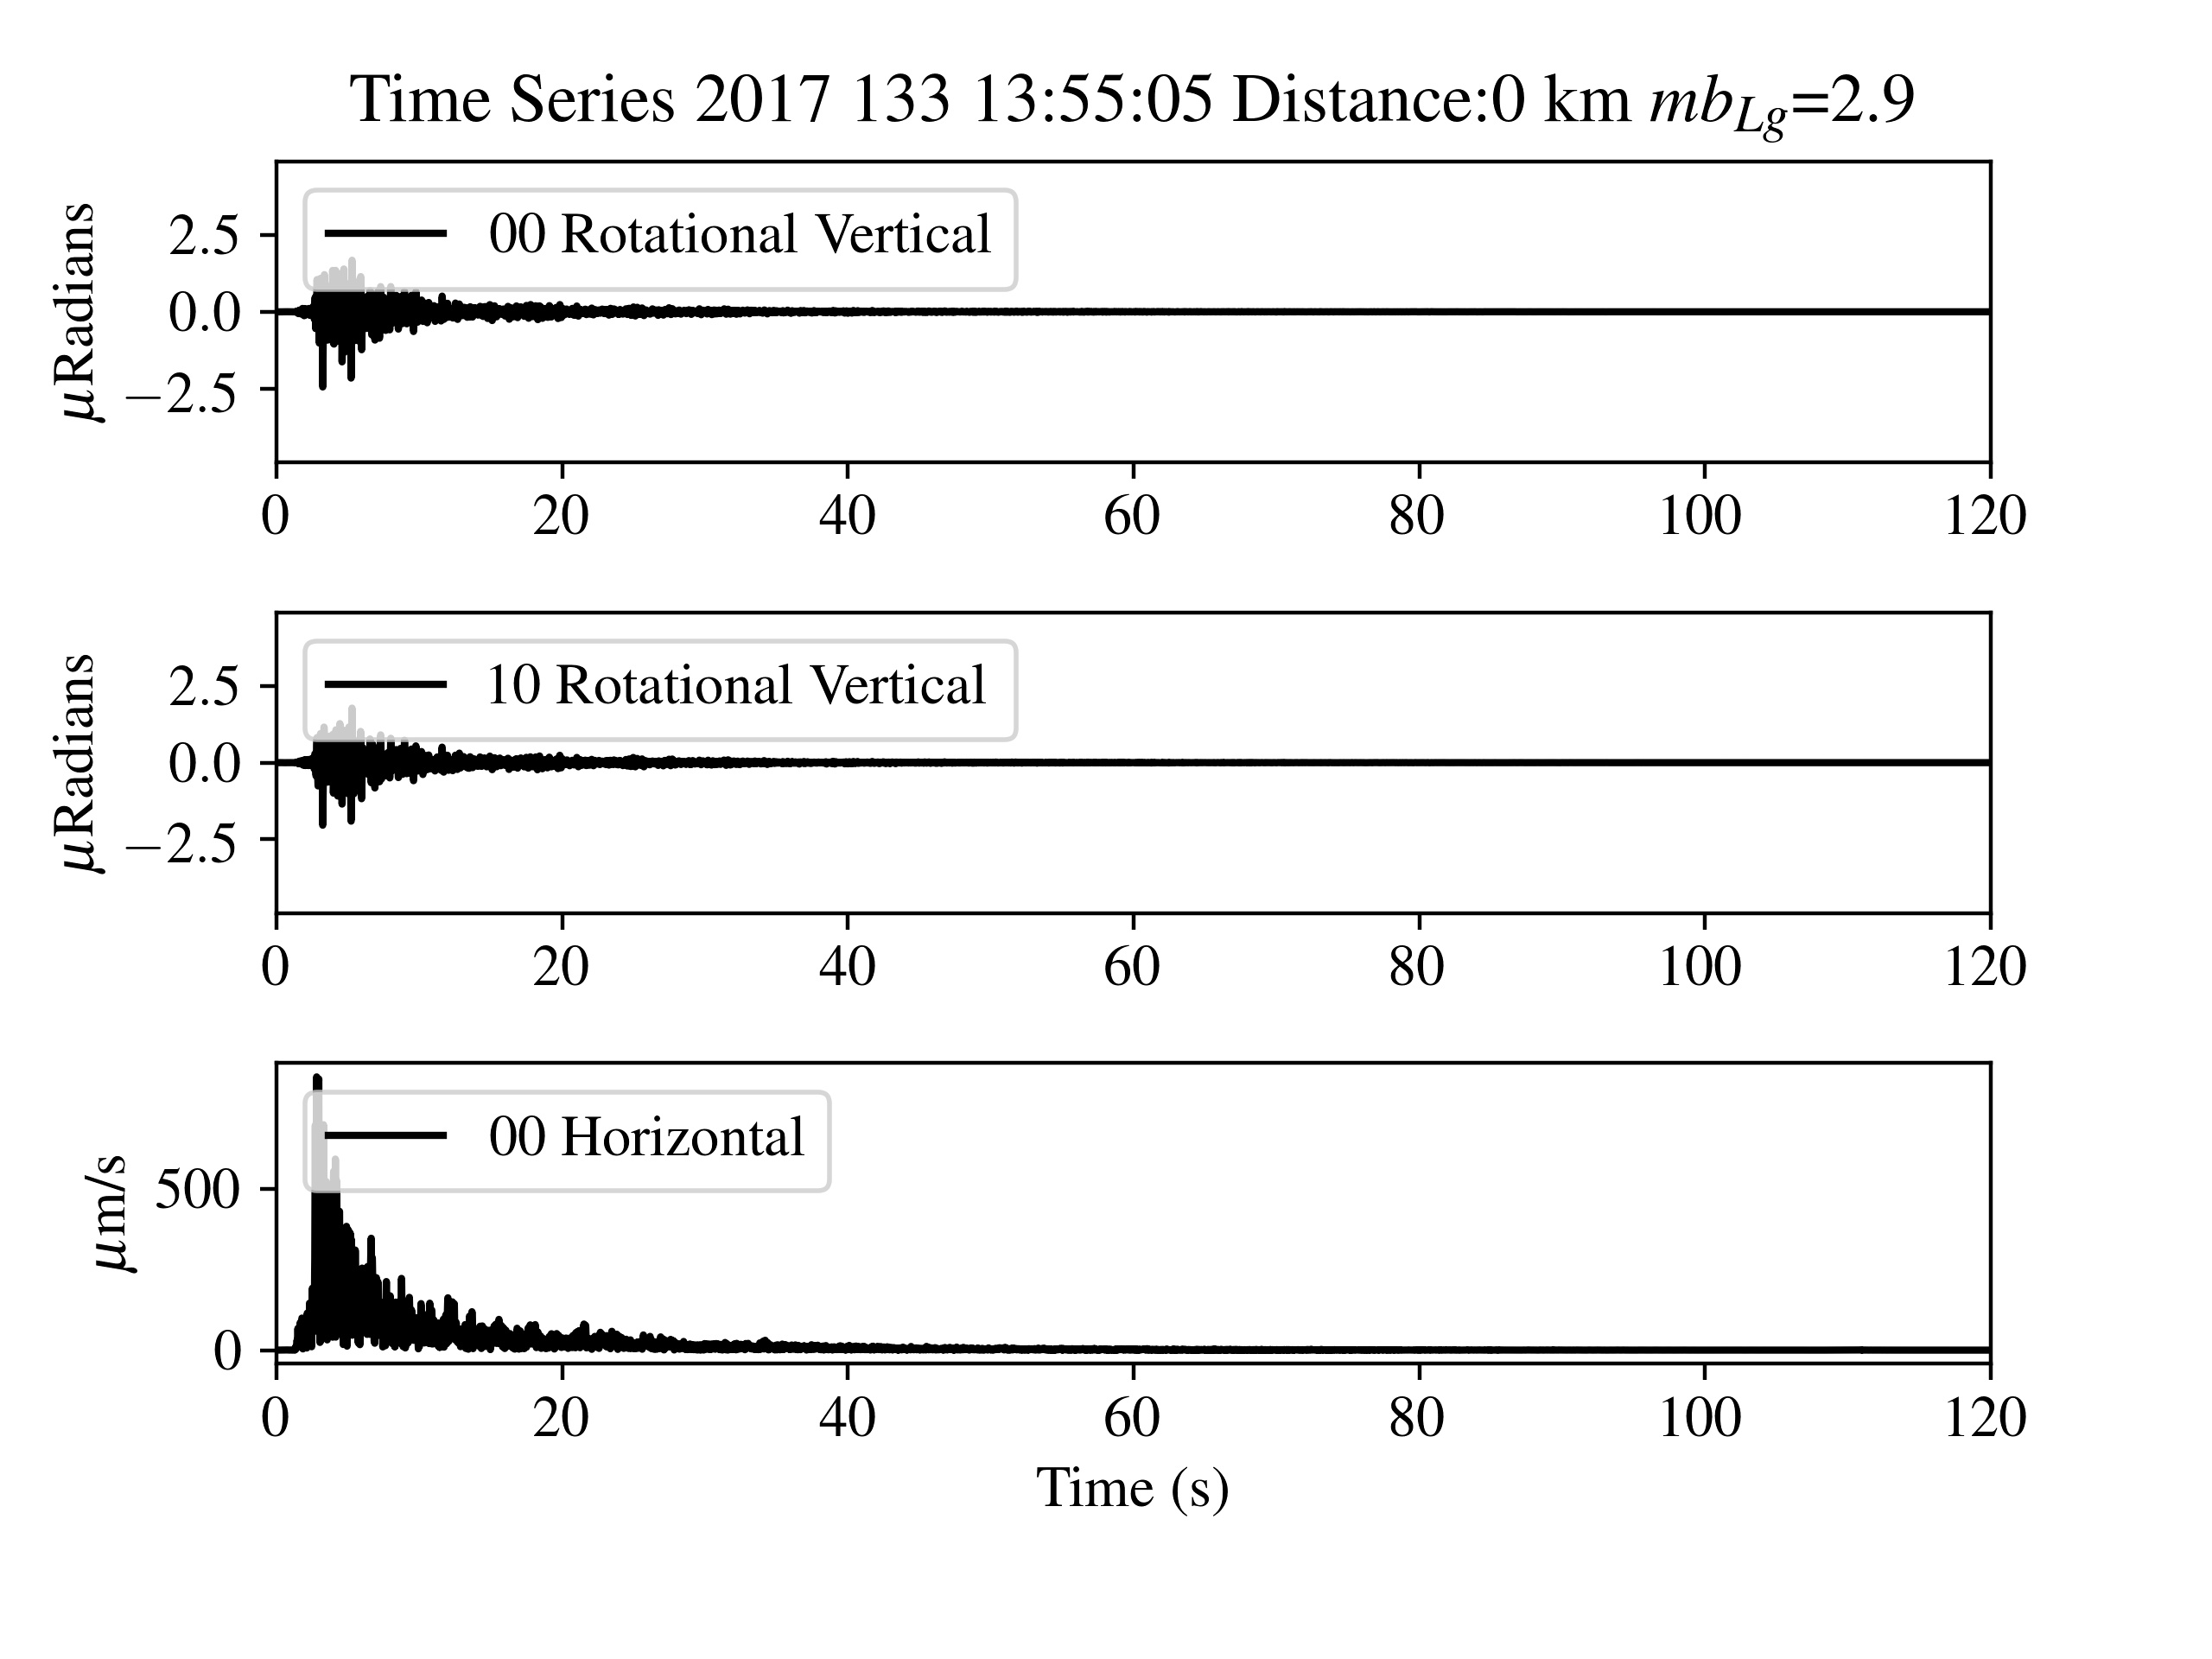 Time Series 2017 133 13:55:05 Distance:0 km mb_{Lg}=2.9
μRadians
2.5
0.0
−2.5
00 Rotational Vertical
0 20 40 60 80 100 120
μRadians
2.5
0.0
−2.5
10 Rotational Vertical
0 20 40 60 80 100 120
μm/s
500
0
00 Horizontal
0 20 40 60 80 100 120
Time (s)